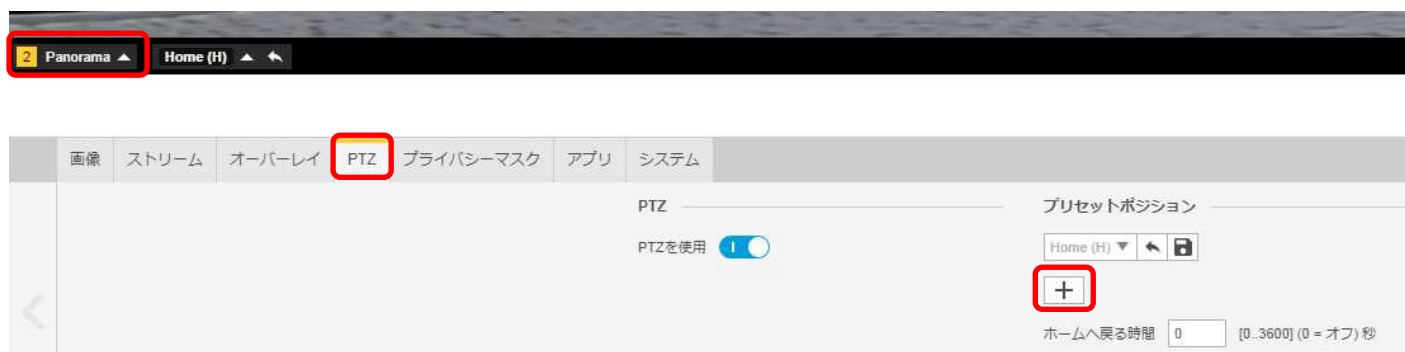 2 Panorama Home (H)
画像 ストリーム オーバーレイ PTZ プライバシーマスク アプリ システム
PTZ プリセットポジション
PTZを使用 Home (H)
ホームへ戻る時間 0 [0..3600] (0 = オフ) 秒